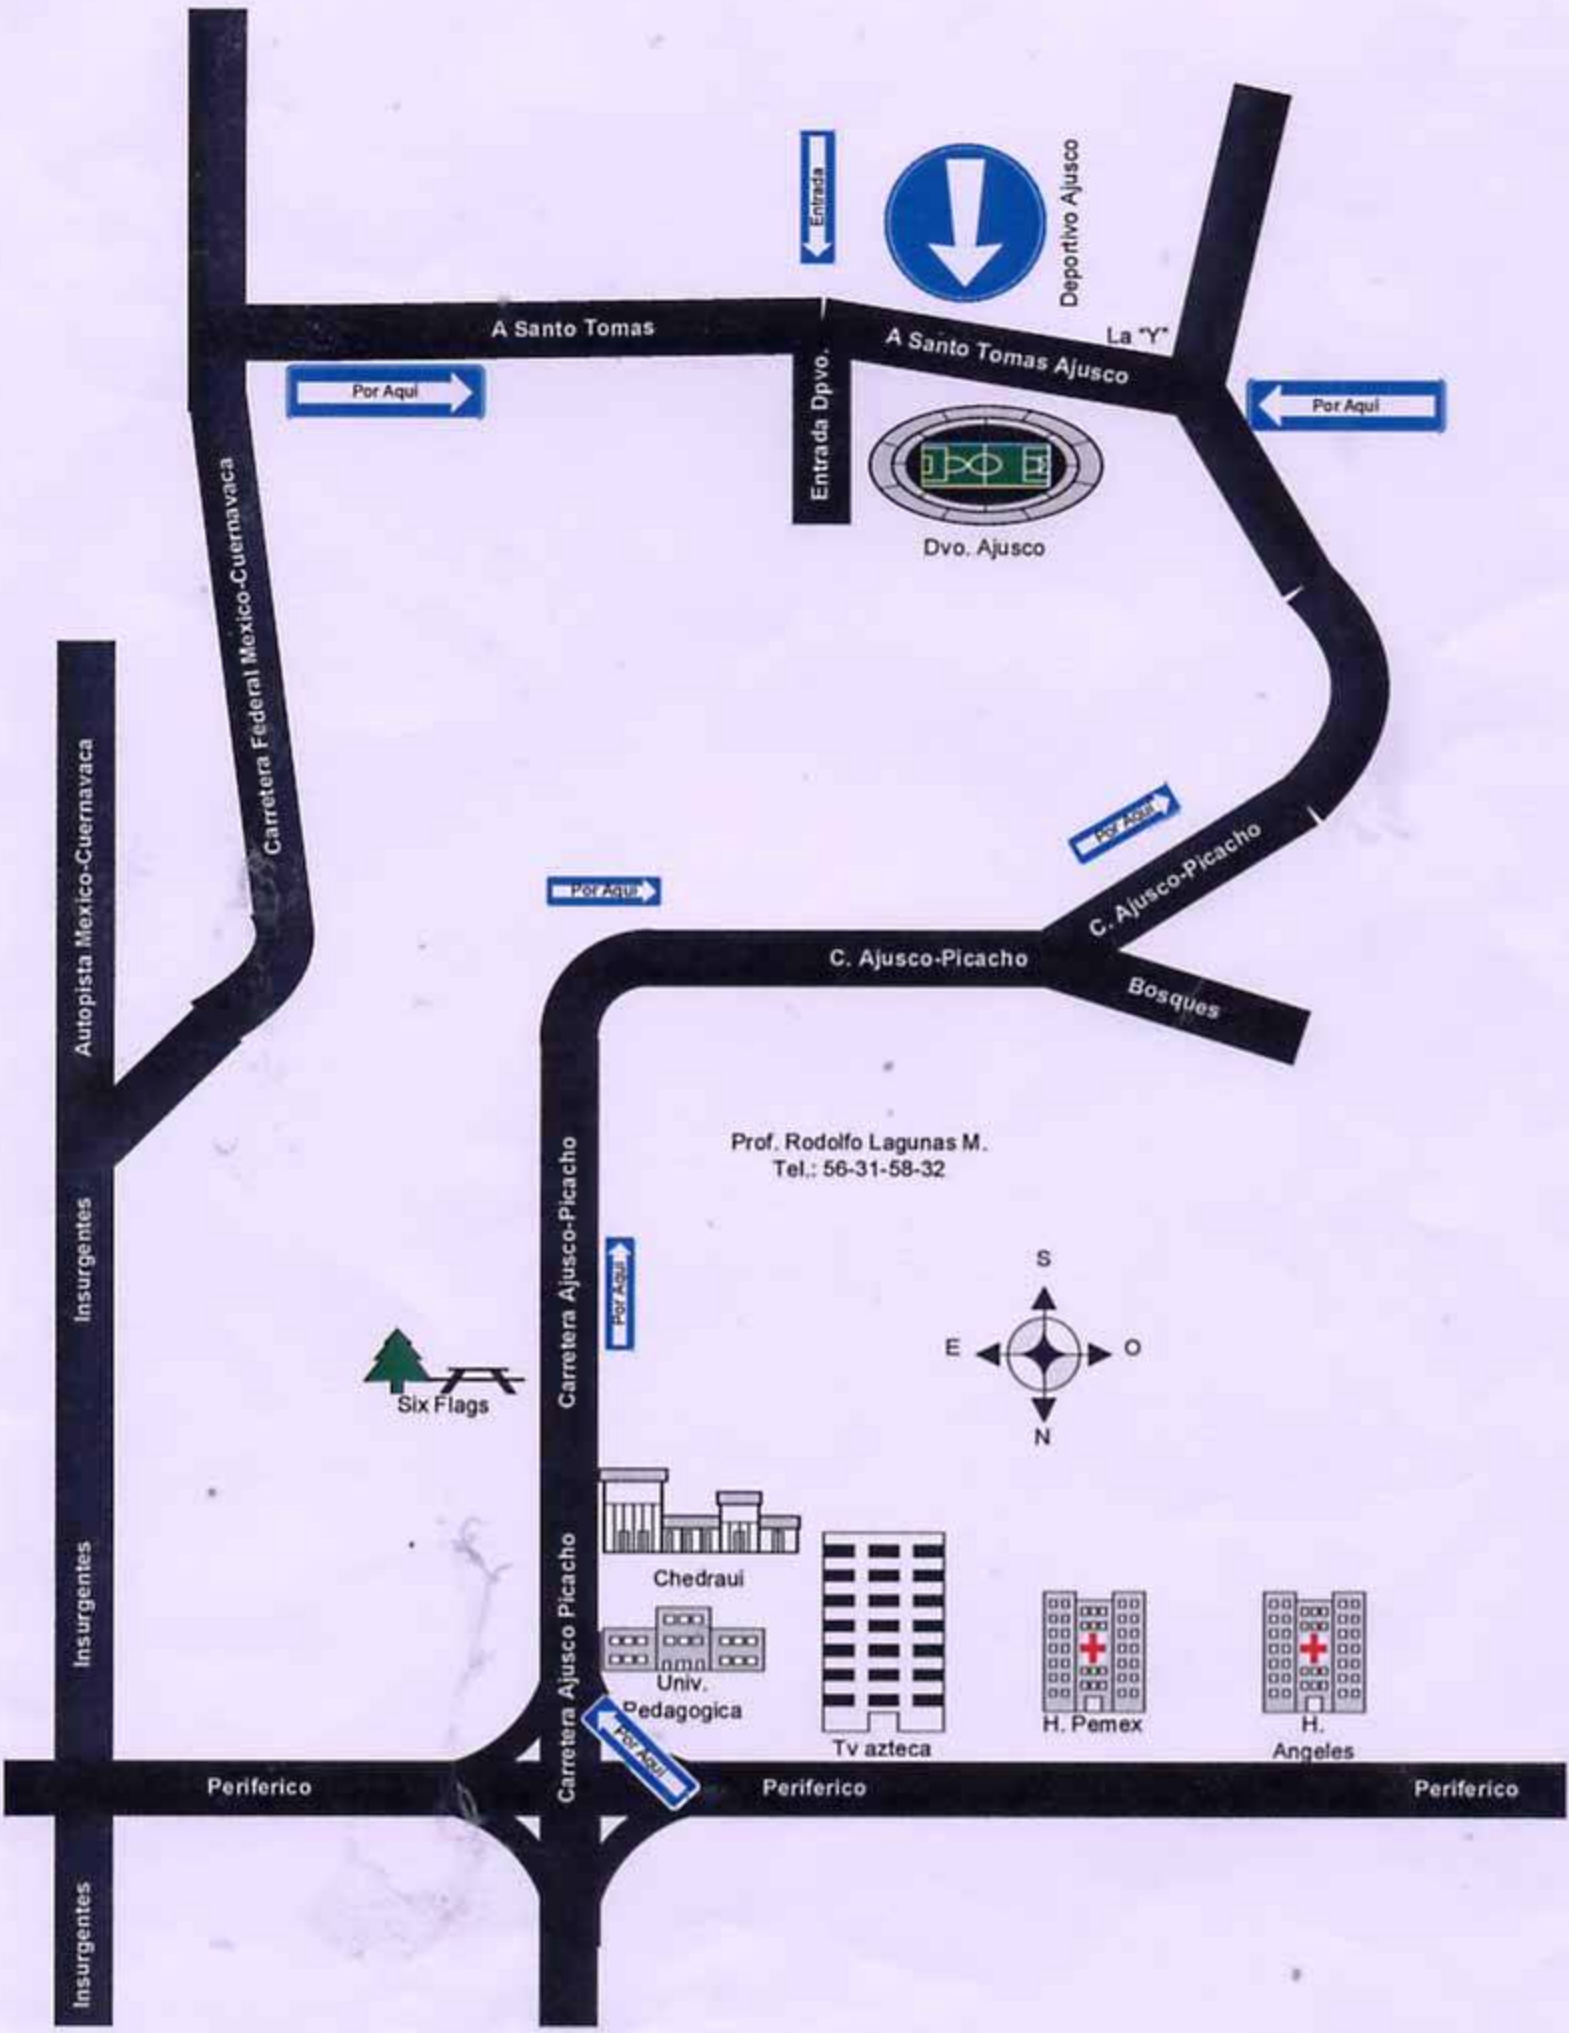 Entrada
Deportivo Ajusco
A Santo Tomas
A Santo Tomas Ajusco
La "Y"
Por Aqui
Por Aqui
Entrada Dpvo.
Dvo. Ajusco
Carretera Federal Mexico-Cuernavaca
Autopista Mexico-Cuernavaca
Por Aqui
C. Ajusco-Picacho
Por Aqui
C. Ajusco-Picacho
Bosques
Prof. Rodolfo Lagunas M.
Tel.: 56-31-58-32
Carretera Ajusco-Picacho
Por Aqui
Insurgentes
S
E
O
N
Six Flags
Chedraui
Insurgentes
Carretera Ajusco Picacho
Univ.
Pedagogica
Por Aqui
Tv azteca
H. Pemex
H.
Angeles
Periferico
Periferico
Periferico
Insurgentes